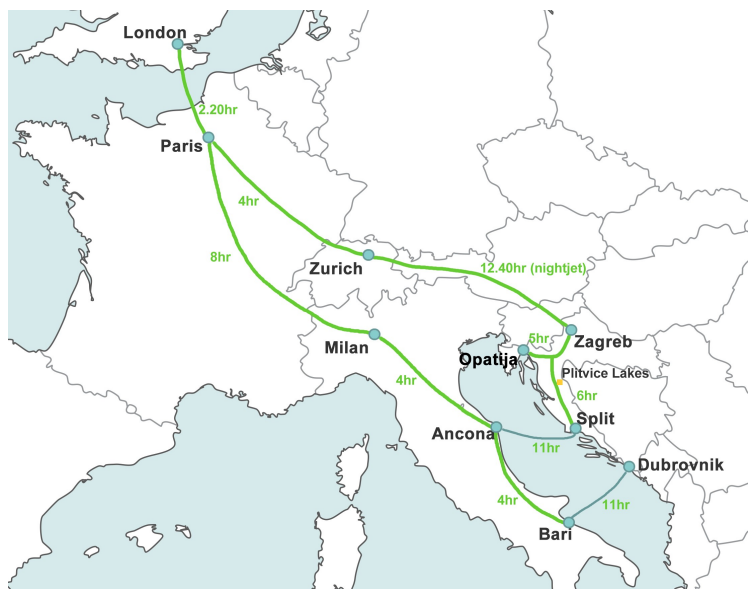 London
2.20hr
Paris
4hr
8hr
Zurich
12.40hr (nightjet)
Milan
5hr
Zagreb
Opatija
Plitvice Lakes
4hr
6hr
Split
Ancona
11hr
Dubrovnik
4hr
11hr
Bari